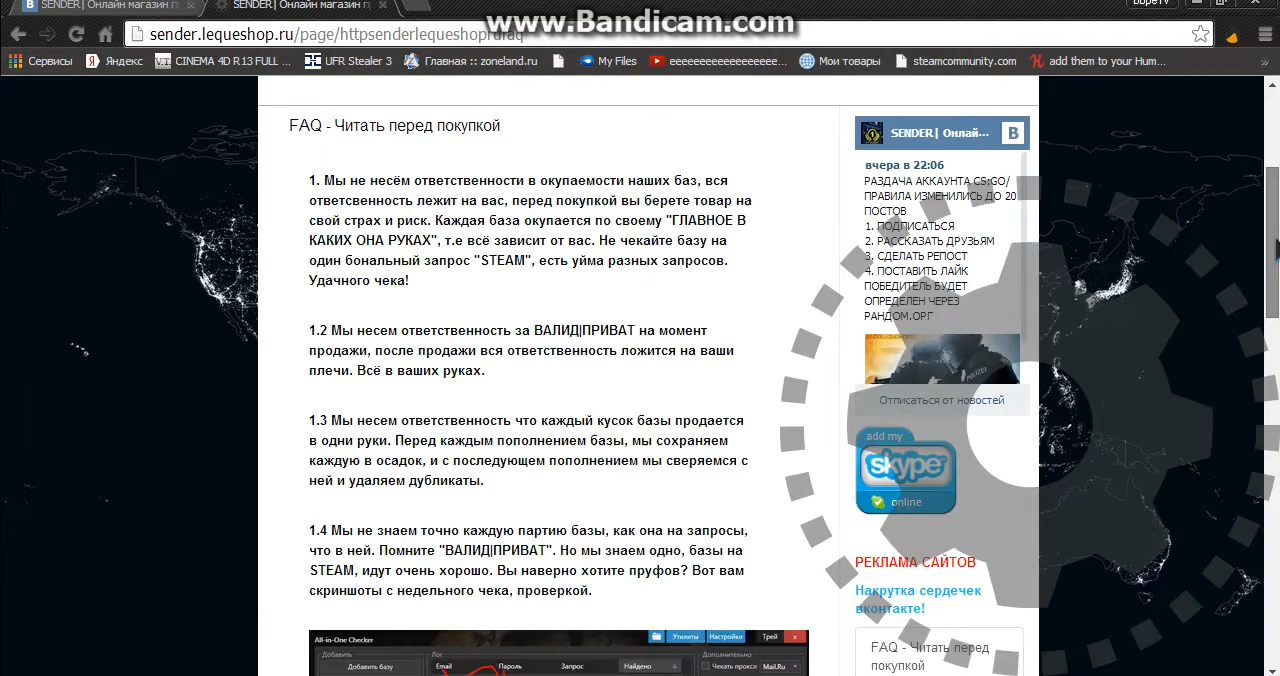 SENDER | Онлайн магазин п
SENDER | Онлайн магазин п
www.Bandicam.com
sender.lequeshop.ru/page/httpsenderlequeshopruraq
Сервисы
Яндекс
CINEMA 4D R13 FULL ...
UFR Stealer 3
Главная :: zoneland.ru
My Files
eeeeeeeeeeeeeeeeee...
Мои товары
steamcommunity.com
add them to your Hum...
»
FAQ - Читать перед покупкой
1. Мы не несём ответственности в окупаемости наших баз, вся
ответсвенность лежит на вас, перед покупкой вы берете товар на
свой страх и риск. Каждая база окупается по своему "ГЛАВНОЕ В
КАКИХ ОНА РУКАХ", т.е всё зависит от вас. Не чекайте базу на
один бональный запрос "STEAM", есть уйма разных запросов.
Удачного чека!
1.2 Мы несем ответственность за ВАЛИД|ПРИВАТ на момент
продажи, после продажи вся ответственность ложится на ваши
плечи. Всё в ваших руках.
1.3 Мы несем ответственность что каждый кусок базы продается
в одни руки. Перед каждым пополнением базы, мы сохраняем
каждую в осадок, и с последующем пополнением мы сверяемся с
ней и удаляем дубликаты.
1.4 Мы не знаем точно каждую партию базы, как она на запросы,
что в ней. Помните "ВАЛИД|ПРИВАТ". Но мы знаем одно, базы на
STEAM, идут очень хорошо. Вы наверно хотите пруфов? Вот вам
скриншоты с недельного чека, проверкой.
All-in-One Checker
Утилиты
Настройки
Трей
x
Добавить
Лог
Дополнительно
Добавить базу
Email
Пароль
Запрос
Найдено
Чекать прокси
Mail.Ru
SENDER | Онлай...
B
вчера в 22:06
РАЗДАЧА АККАУНТА CS:GO/
ПРАВИЛА ИЗМЕНИЛИСЬ ДО 20
ПОСТОВ
1. ПОДПИСАТЬСЯ
2. РАССКАЗАТЬ ДРУЗЬЯМ
3. СДЕЛАТЬ РЕПОСТ
4. ПОСТАВИТЬ ЛАЙК
ПОБЕДИТЕЛЬ БУДЕТ
ОПРЕДЕЛЕН ЧЕРЕЗ
РАНДОМ.ОРГ
POLIZEI
Отписаться от новостей
add my
skype
online
РЕКЛАМА САЙТОВ
Накрутка сердечек
вконтакте!
FAQ - Читать перед
покупкой